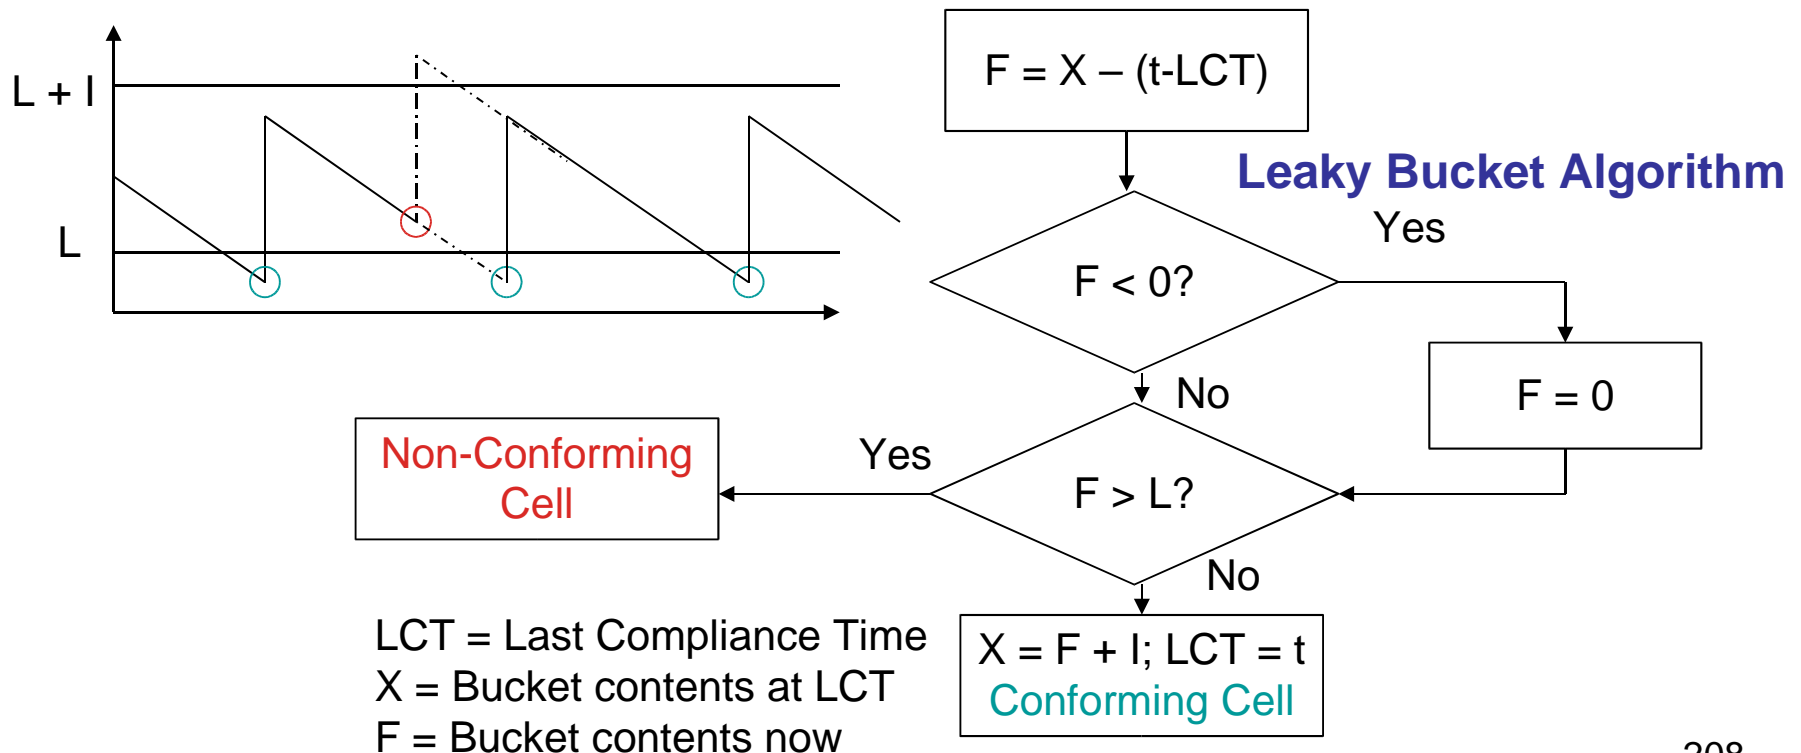 L + I
L
F = X – (t-LCT)
Leaky Bucket Algorithm
Yes
F < 0?
No
F = 0
Non-Conforming
Cell
Yes
F > L?
No
X = F + I; LCT = t
Conforming Cell
LCT = Last Compliance Time
X = Bucket contents at LCT
F = Bucket contents now
208